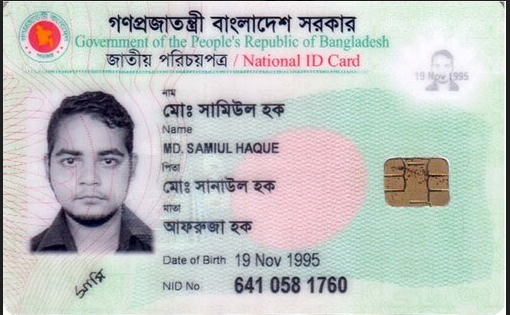 গণপ্রজাতন্ত্রী বাংলাদেশ সরকার
Government of the People's Republic of Bangladesh
জাতীয় পরিচয়পত্র / National ID Card
19 Nov 1995
নাম
মোঃ সামিউল হক
Name
MD. SAMIUL HAQUE
পিতা
মোঃ সানাউল হক
মাতা
আফরুজা হক
Date of Birth 19 Nov 1995
NID No 641 058 1760